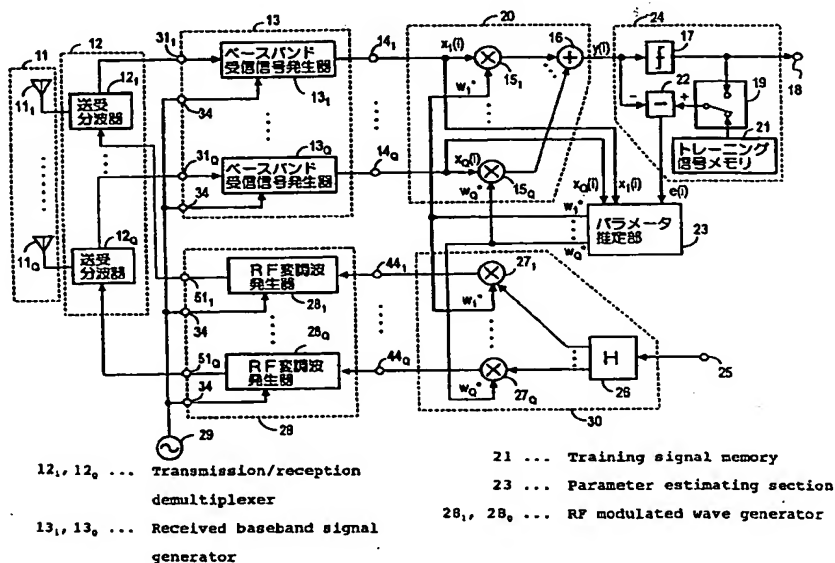 11
12
13
20
24
31₁
ベースバンド
受信信号発生器
13₁
14₁
x₁(i)
15₁
16
y(i)
17
18
11₁
12₁
送受
分波器
34
w₁*
22
−
−
+
19
31Q
13Q
ベースバンド
受信信号発生器
14Q
xQ(i)
15Q
wQ*
21
トレーニング
信号メモリ
xQ(i)
x₁(i)
e(i)
34
11Q
12Q
送受
分波器
w₁*
wQ*
パラメータ
推定部
23
RF変調波
発生器
28₁
44₁
27₁
w₁*
51₁
34
28Q
51Q
RF変調波
発生器
44Q
wQ*
27Q
H
26
25
34
29
28
30
12₁, 12Q ... Transmission/reception
demultiplexer
13₁, 13Q ... Received baseband signal
generator
21 ... Training signal memory
23 ... Parameter estimating section
28₁, 28Q ... RF modulated wave generator